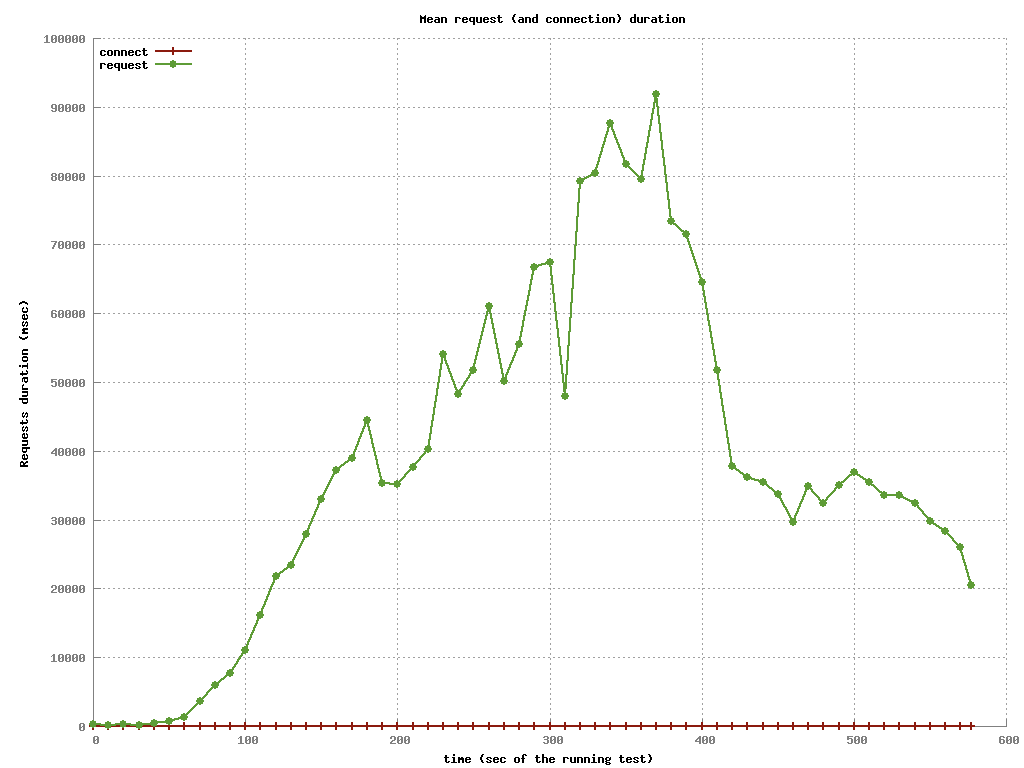 Mean request (and connection) duration
100000
connect
request
90000
80000
70000
60000
50000
40000
30000
20000
10000
0
Requests duration (msec)
0 100 200 300 400 500 600
time (sec of the running test)